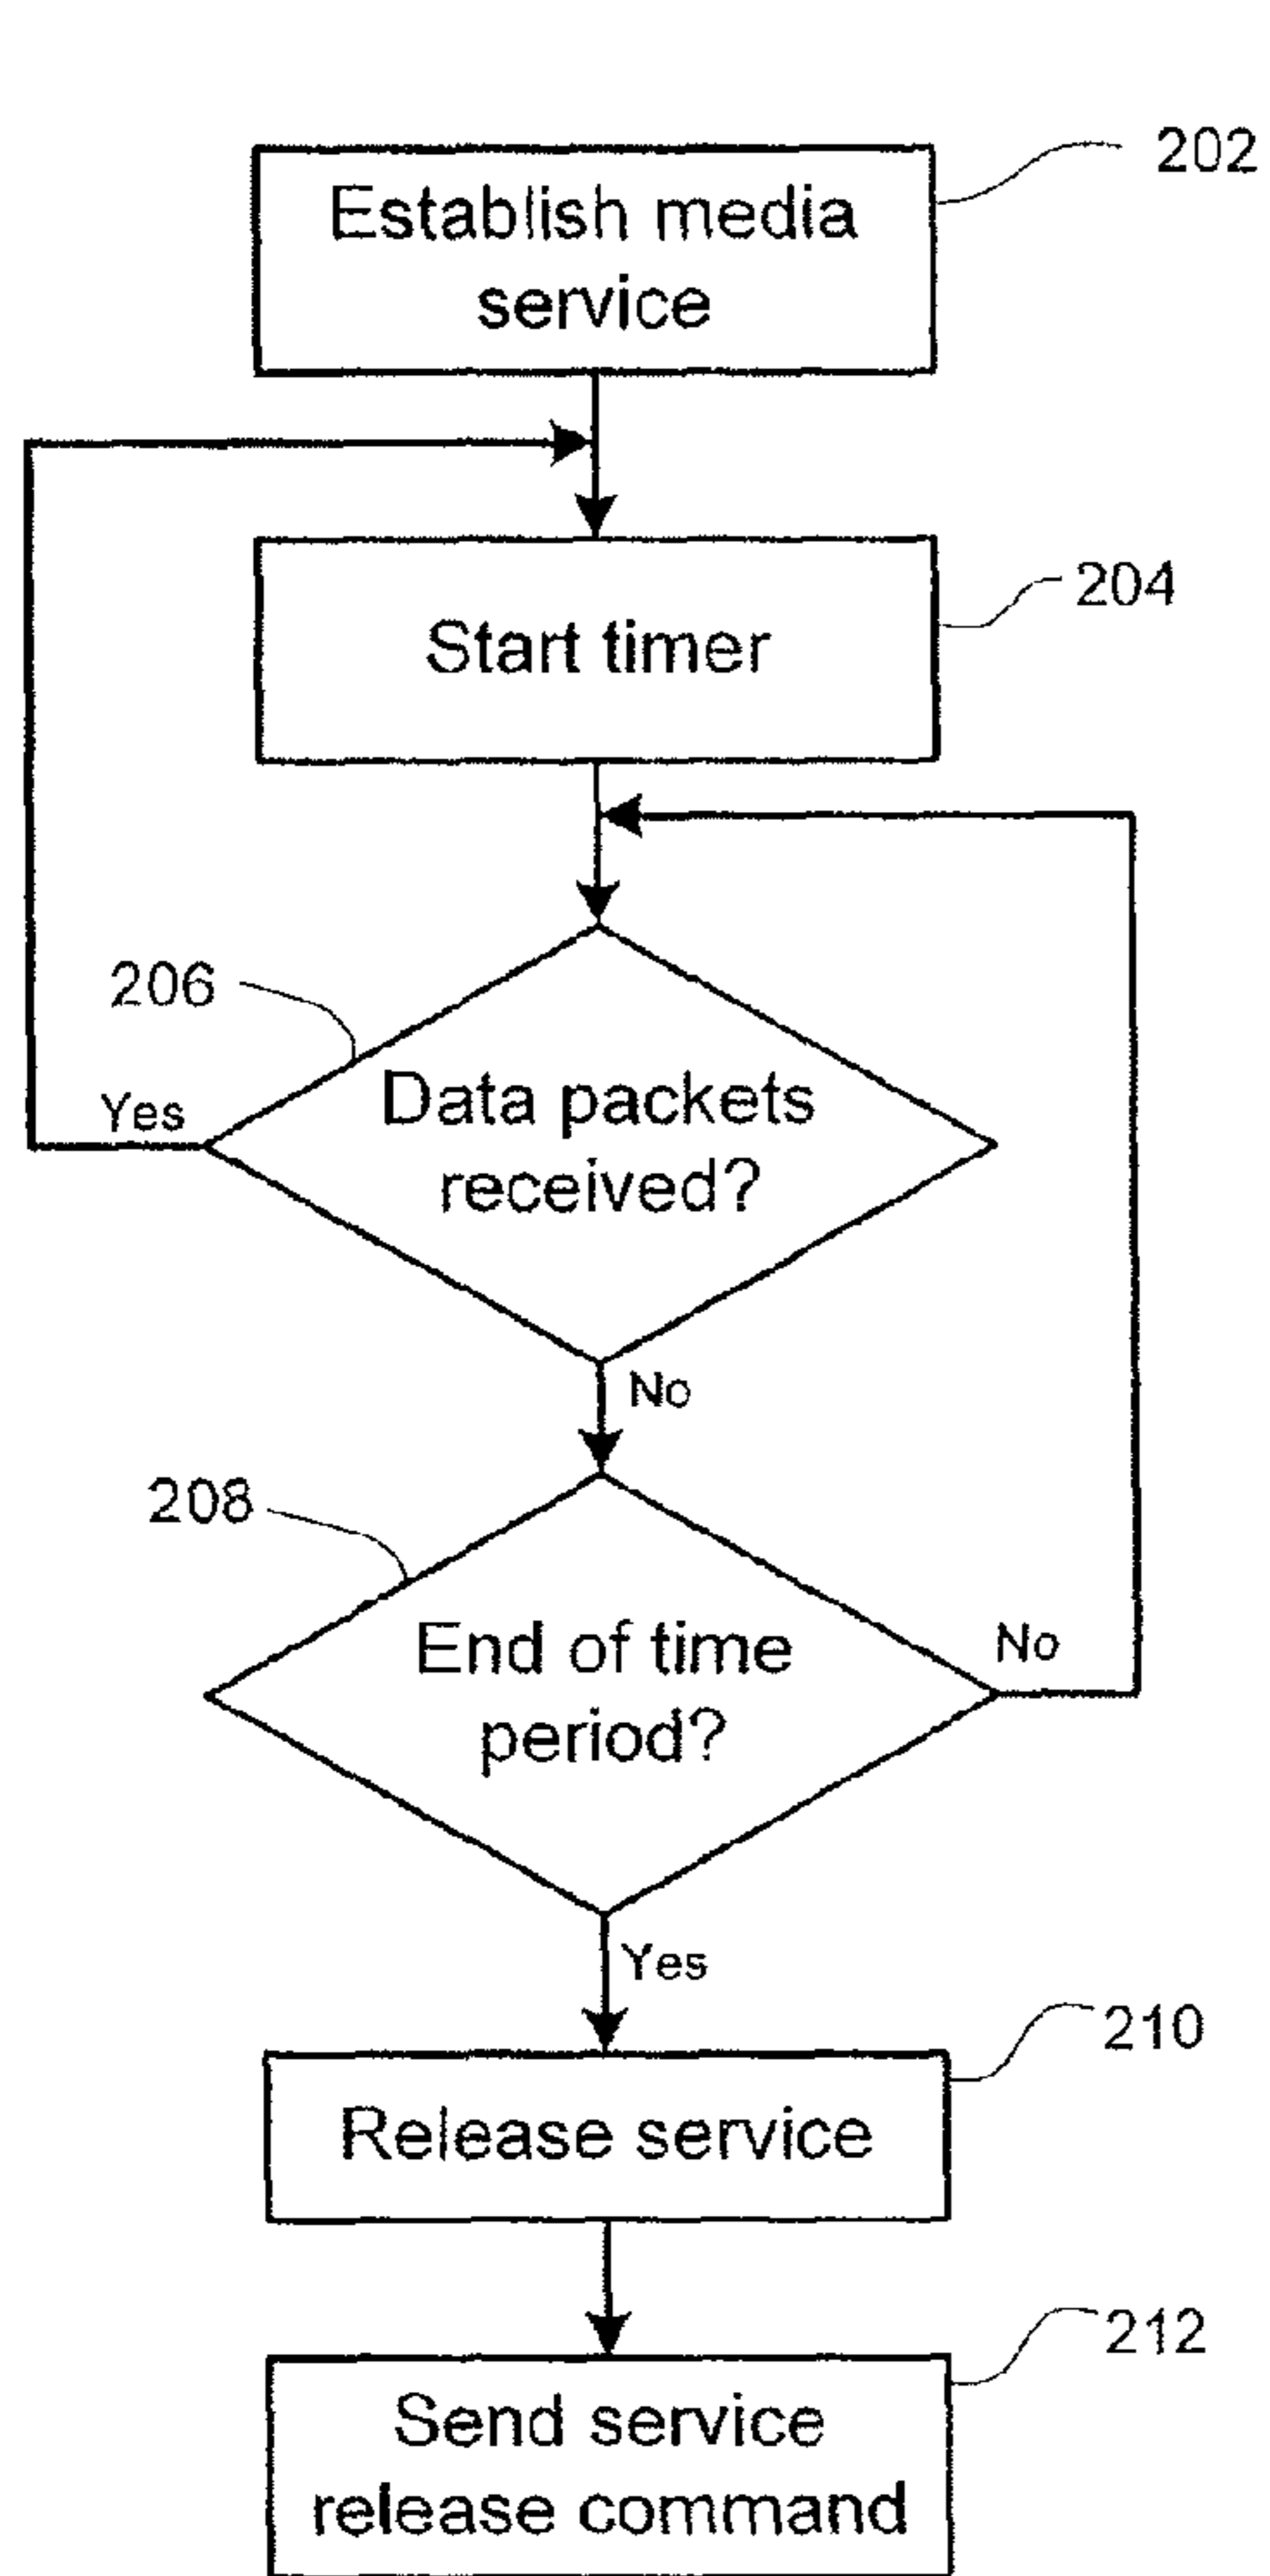 202
Establish media
service
204
Start timer
206
Yes
Data packets
received?
No
208
End of time
period?
No
Yes
210
Release service
212
Send service
release command